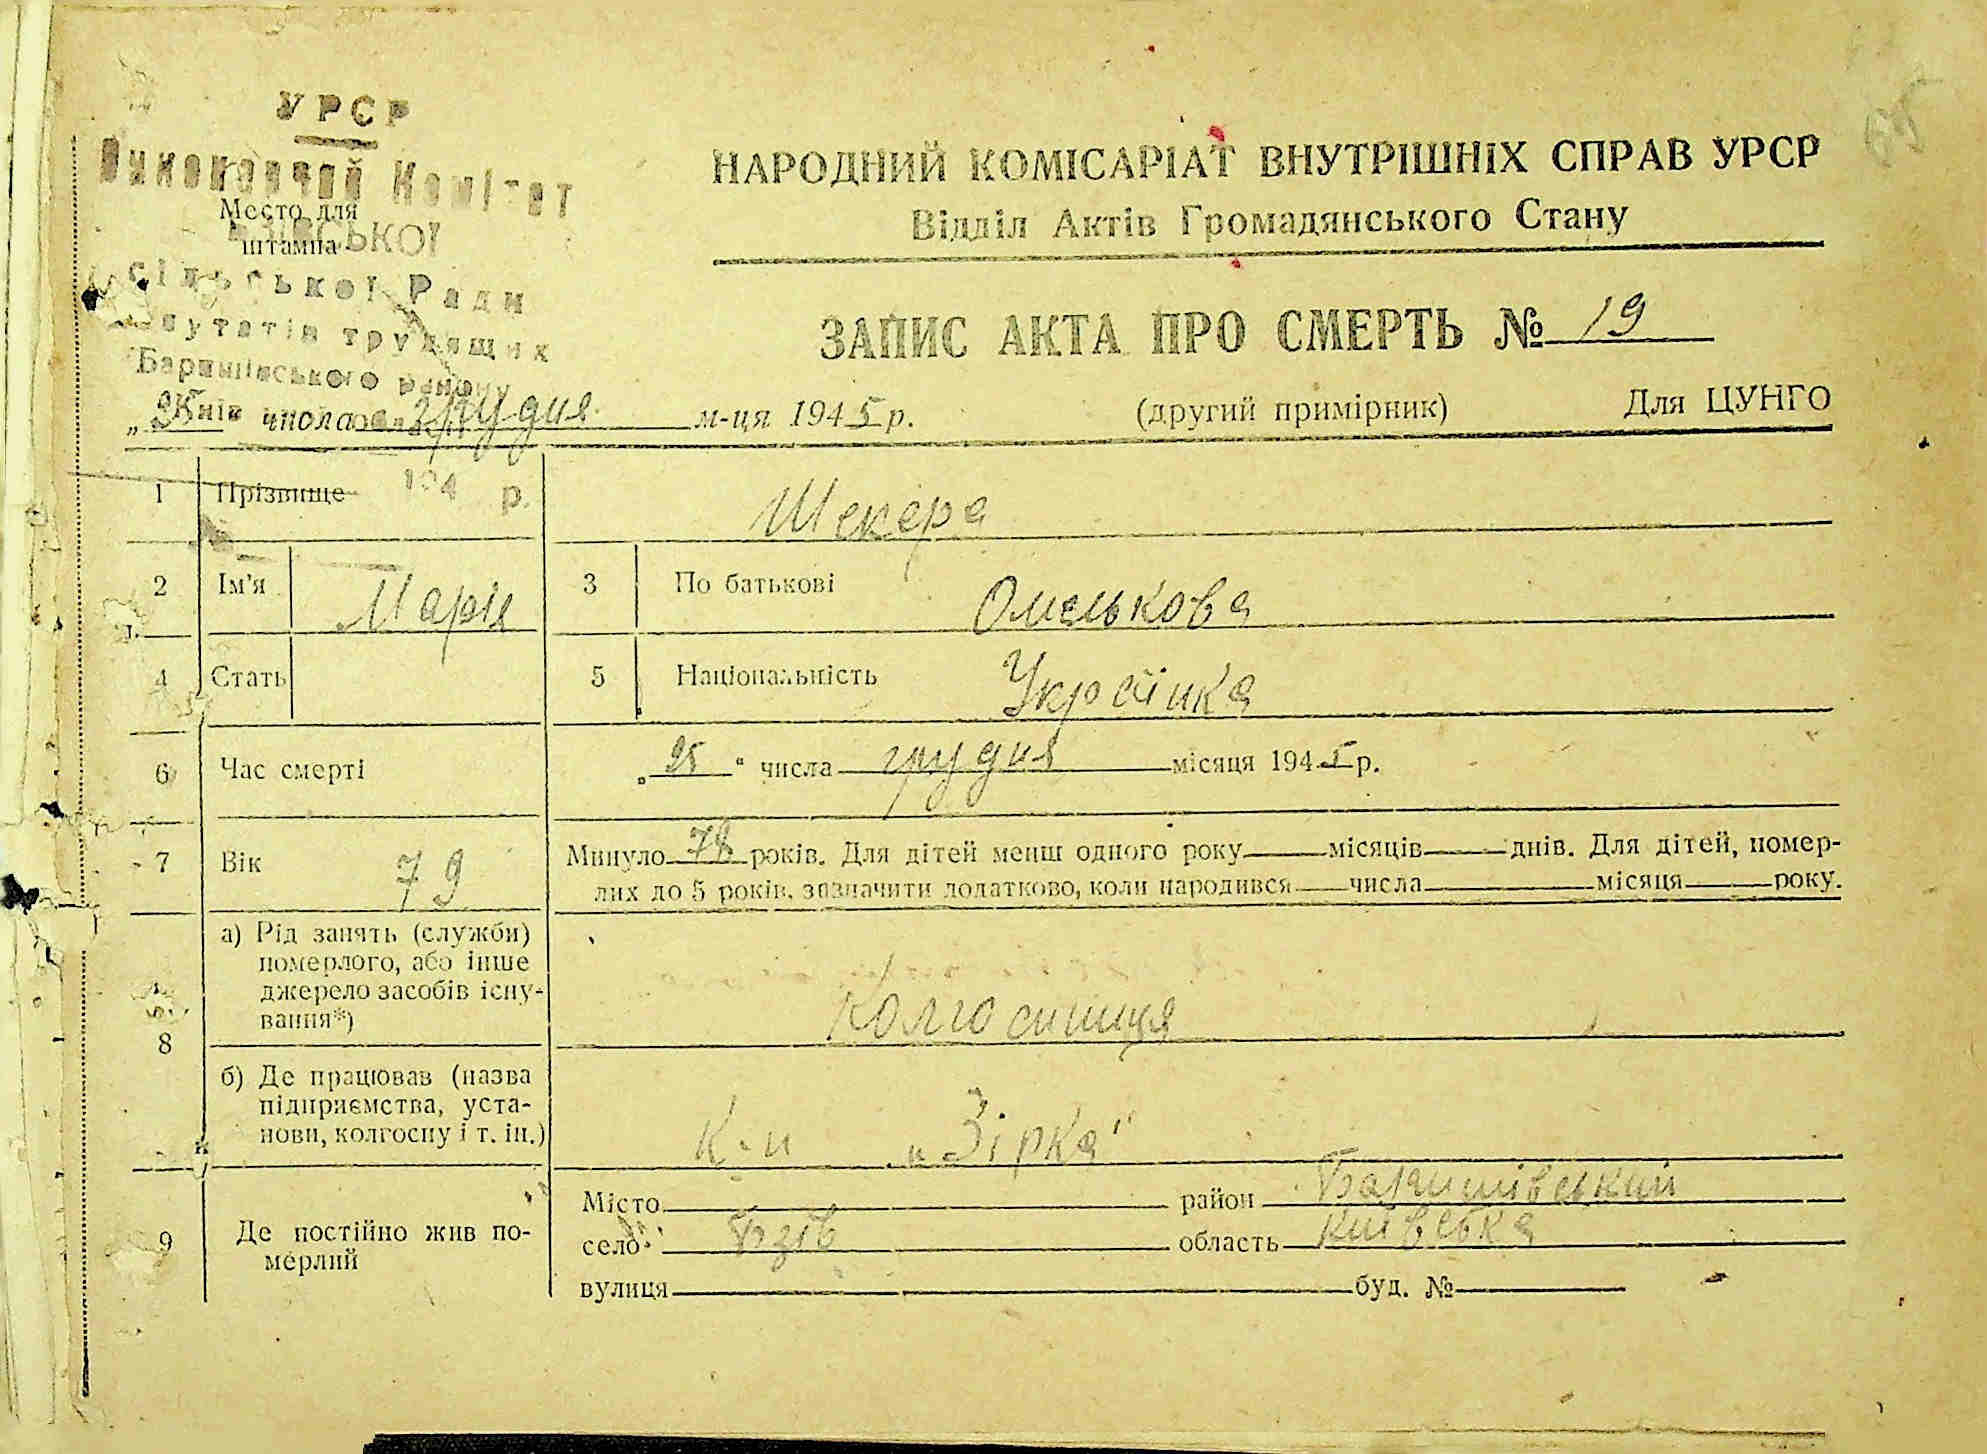 УРСР
Виконавчий Комітет
Место для
штампа
БЗІВСЬКОЇ
сільської Ради
депутатів трудящих
Баришівського району
НАРОДНИЙ КОМІСАРІАТ ВНУТРІШНІХ СПРАВ УРСР
Відділ Актів Громадянського Стану
ЗАПИС АКТА ПРО СМЕРТЬ № 19
„25 числа грудня м-ця 1945 р. (другий примірник) Для ЦУНГО
194 р.
1 Прізвище Шекера
2 Ім'я Марія 3 По батькові Омелькова
4 Стать 5 Національність Українка
6 Час смерті „25" числа грудня місяця 1945 р.
7 Вік 79 Минуло 78 років. Для дітей менш одного року місяців днів. Для дітей, помер-
лих до 5 років, зазначити додатково, коли народився числа місяця року.
8 а) Рід занять (служби)
померлого, або інше
джерело засобів існу-
вання*)
Колгоспниця
б) Де працював (назва
підприємства, уста-
нови, колгоспу і т. ін.)
К-п „Зірка"
9 Де постійно жив по-
мерлий
Місто район Баришівський
село Бзів область Київська
вулиця буд. №